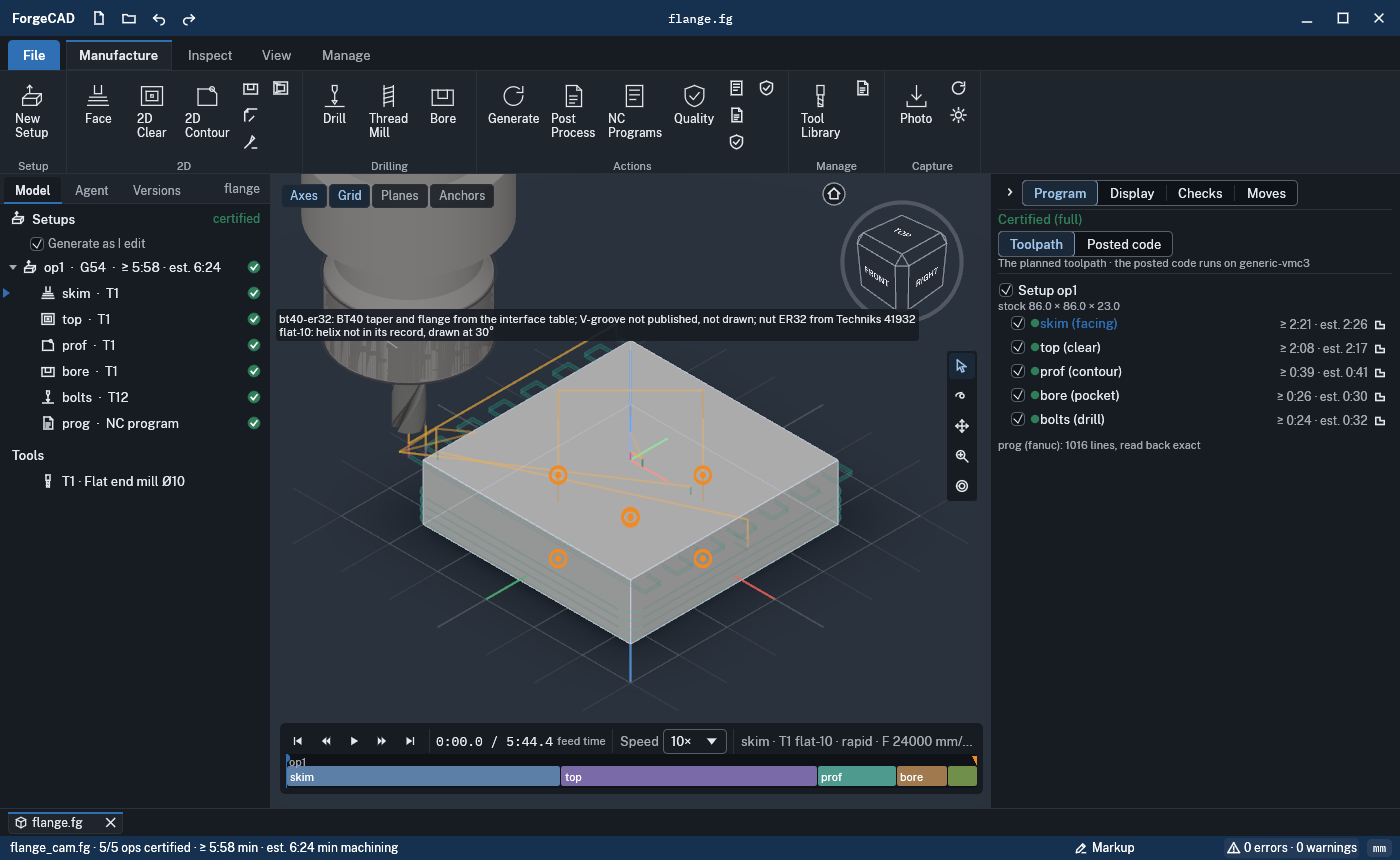 ForgeCAD
flange.fg
File
Manufacture
Inspect
View
Manage
New Setup
Face
2D Clear
2D Contour
Drill
Thread Mill
Bore
Generate
Post Process
NC Programs
Quality
Tool Library
Photo
Setup
2D
Drilling
Actions
Manage
Capture
Model
Agent
Versions
flange
Setups
certified
Generate as I edit
op1 · G54 · ≥ 5:58 · est. 6:24
skim · T1
top · T1
prof · T1
bore · T1
bolts · T12
prog · NC program
Tools
T1 · Flat end mill Ø10
Axes
Grid
Planes
Anchors
TOP
FRONT
RIGHT
bt40-er32: BT40 taper and flange from the interface table; V-groove not published, not drawn; nut ER32 from Techniks 41932
flat-10: helix not in its record, drawn at 30°
0:00.0 / 5:44.4 feed time
Speed
10×
skim · T1 flat-10 · rapid · F 24000 mm/...
op1
skim
top
prof
bore
Program
Display
Checks
Moves
Certified (full)
Toolpath
Posted code
The planned toolpath · the posted code runs on generic-vmc3
Setup op1
stock 86.0 × 86.0 × 23.0
skim (facing) ≥ 2:21 · est. 2:26
top (clear) ≥ 2:08 · est. 2:17
prof (contour) ≥ 0:39 · est. 0:41
bore (pocket) ≥ 0:26 · est. 0:30
bolts (drill) ≥ 0:24 · est. 0:32
prog (fanuc): 1016 lines, read back exact
flange.fg
flange_cam.fg · 5/5 ops certified · ≥ 5:58 min · est. 6:24 min machining
Markup
0 errors · 0 warnings
mm